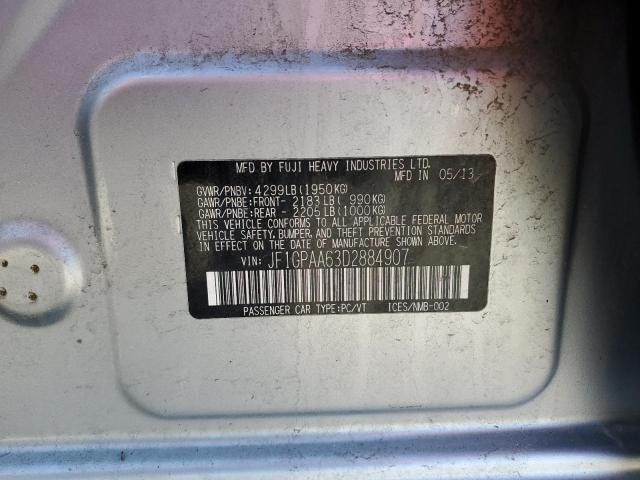 MFD BY FUJI HEAVY INDUSTRIES LTD.
MFD IN 05/13
GVWR/PNBV: 4299LB(1950KG)
GAWR/PNBE:FRONT- 2183LB( 990KG)
GAWR/PNBE:REAR - 2205LB(1000KG)
THIS VEHICLE CONFORMS TO ALL APPLICABLE FEDERAL MOTOR
VEHICLE SAFETY, BUMPER, AND THEFT PREVENTION STANDARDS
IN EFFECT ON THE DATE OF MANUFACTURE SHOWN ABOVE.
VIN: JF1GPAA63D2884907
PASSENGER CAR TYPE:PC/VT ICES/NMB-002